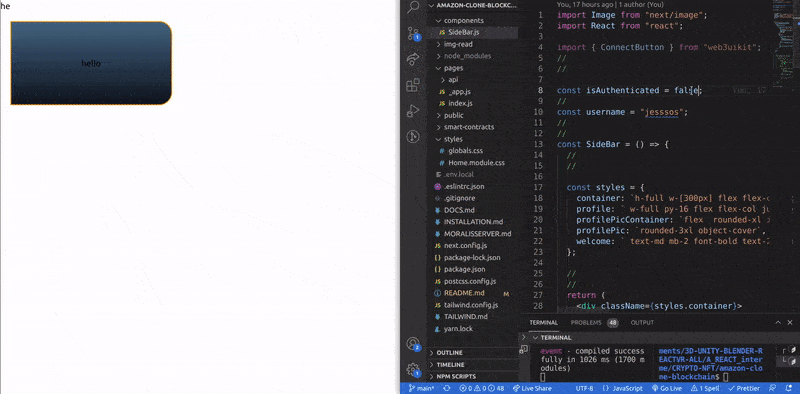 he
hello
AMAZON-CLONE-BLOCKC...
components
SideBar.js
img-read
node_modules
pages
api
_app.js
index.js
public
smart-contracts
styles
globals.css
Home.module.css
.env.local
.eslintrc.json
.gitignore
DOCS.md
INSTALLATION.md
MORALISSERVER.md
next.config.js
package-lock.json
package.json
postcss.config.js
README.md M
tailwind.config.js
TAILWIND.md
yarn.lock
OUTLINE
TIMELINE
NPM SCRIPTS
You, 17 hours ago | 1 author (You)
1 import Image from "next/image";
2 import React from "react";
3
4 import { ConnectButton } from "web3uikit";
5 //
6 //
7
8 const isAuthenticated = false;
9 //
10 const username = "jesssos";
11 //
12 //
13 const SideBar = () => {
14 //
15 //
16
17 const styles = {
18 container: `h-full w-[300px] flex flex-c
19 profile: ` w-full py-16 flex flex-col ju
20 profilePicContainer: `flex rounded-xl
21 profilePic: `rounded-3xl object-cover`,
22 welcome: ` text-md mb-2 font-bold text-2
23 };
24
25 //
26 //
27 return (
28 <div className={styles.container}>
TERMINAL PROBLEMS 48 OUTPUT
TERMINAL
event - compiled success
fully in 1026 ms (1700 m
odules)
ments/3D-UNITY-BLENDER-R
EACTVR-ALL/A_REACT_inter
me/CRYPTO-NFT/amazon-clo
ne-blockchain$
main* 0 0 48 Live Share UTF-8 {} JavaScript Go Live 1 Spell Prettier